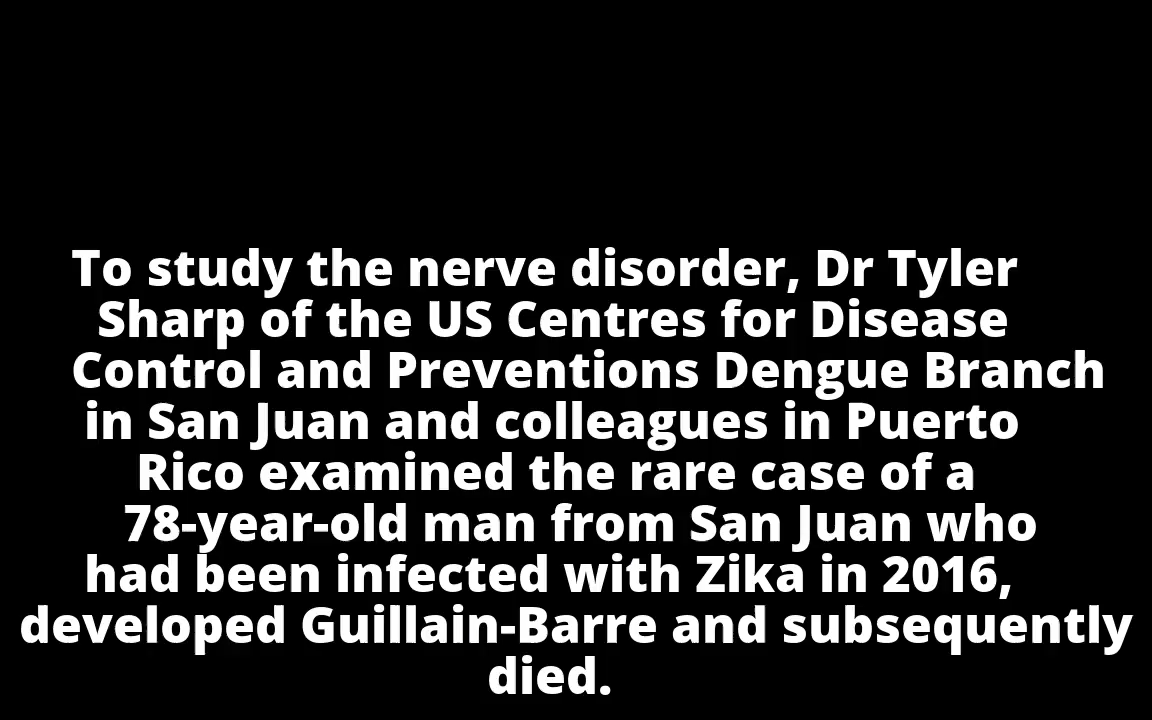 To study the nerve disorder, Dr Tyler
Sharp of the US Centres for Disease
Control and Preventions Dengue Branch
in San Juan and colleagues in Puerto
Rico examined the rare case of a
78-year-old man from San Juan who
had been infected with Zika in 2016,
developed Guillain-Barre and subsequently
died.